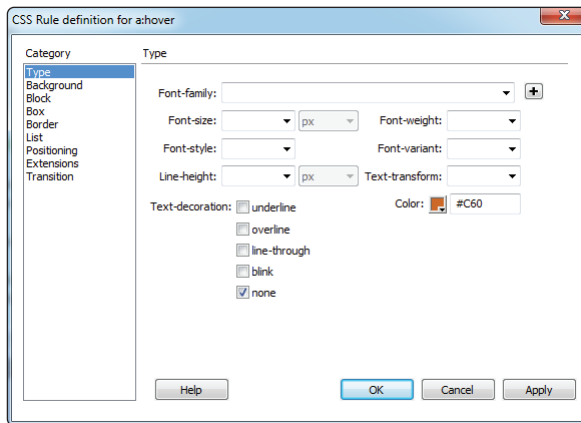 CSS Rule definition for a:hover
Category
Type
Background
Block
Box
Border
List
Positioning
Extensions
Transition
Type
Font-family:
Font-size: px Font-weight:
Font-style: Font-variant:
Line-height: px Text-transform:
Text-decoration: underline Color: #C60
overline
line-through
blink
none
Help OK Cancel Apply